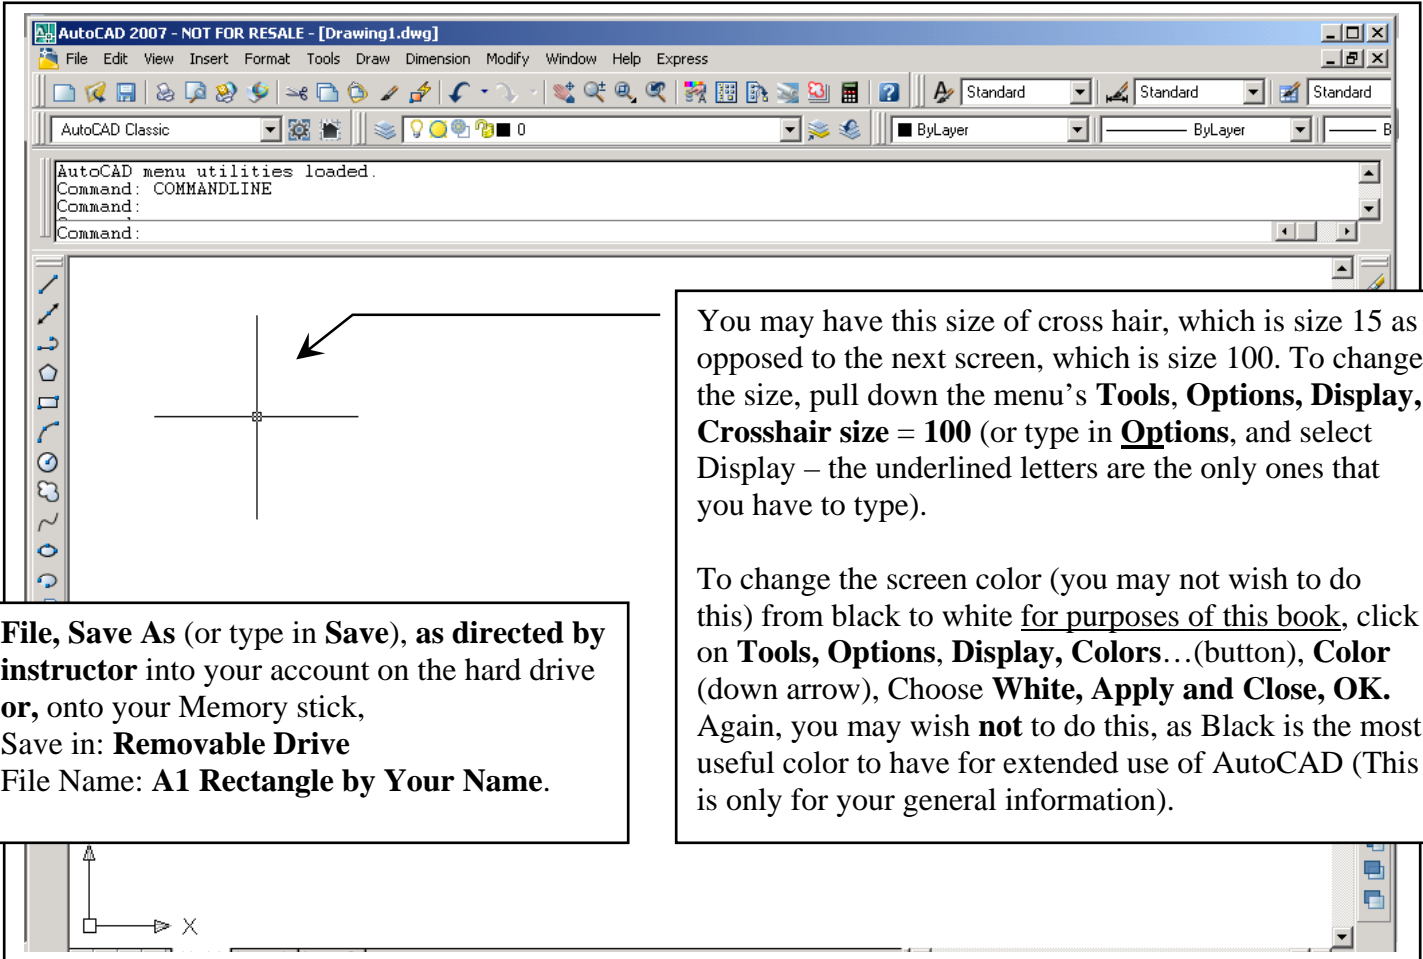 AutoCAD 2007 - NOT FOR RESALE - [Drawing1.dwg]
File Edit View Insert Format Tools Draw Dimension Modify Window Help Express
Standard Standard Standard
AutoCAD Classic 0 ByLayer ByLayer
AutoCAD menu utilities loaded.
Command: COMMANDLINE
Command:
Command:
You may have this size of cross hair, which is size 15 as
opposed to the next screen, which is size 100. To change
the size, pull down the menu’s Tools, Options, Display,
Crosshair size = 100 (or type in Options, and select
Display – the underlined letters are the only ones that
you have to type).
To change the screen color (you may not wish to do
this) from black to white for purposes of this book, click
on Tools, Options, Display, Colors…(button), Color
(down arrow), Choose White, Apply and Close, OK.
Again, you may wish not to do this, as Black is the most
useful color to have for extended use of AutoCAD (This
is only for your general information).
File, Save As (or type in Save), as directed by
instructor into your account on the hard drive
or, onto your Memory stick,
Save in: Removable Drive
File Name: A1 Rectangle by Your Name.
X